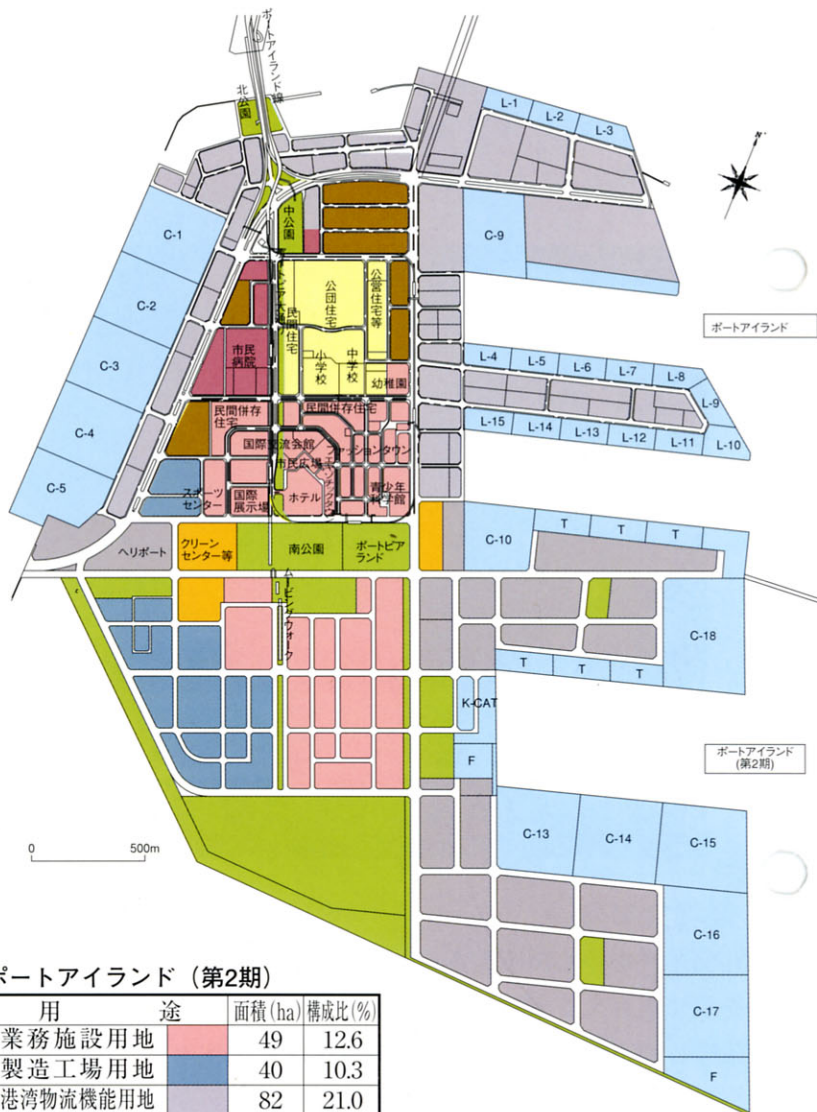 ポートアイランド線
北公園
L-1
L-2
L-3
N
中公園
C-1
C-9
C-2
公団住宅
公営住宅等
民間住宅
ポートアイランド
C-3
市民病院
小学校
中学校
幼稚園
L-4
L-5
L-6
L-7
L-8
L-9
C-4
民間併存住宅
民間併存住宅
L-15
L-14
L-13
L-12
L-11
L-10
国際交流会館
市民広場
ファッションタウン
C-5
スポーツセンター
国際展示場
ホテル
青少年科学館
ヘリポート
クリーンセンター等
南公園
ポートピアランド
C-10
T
T
T
ムービングウォーク
C-18
T
T
T
K-CAT
F
ポートアイランド
(第2期)
0
500m
C-13
C-14
C-15
C-16
C-17
F
ポートアイランド (第2期)
用 途 面積(ha) 構成比(%)
業務施設用地 49 12.6
製造工場用地 40 10.3
港湾物流機能用地 82 21.0